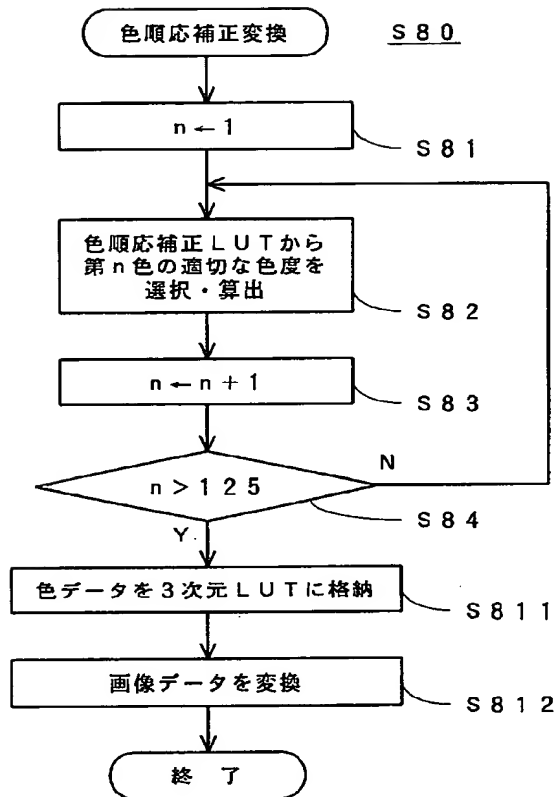 色順応補正変換
S80
n←1
S81
色順応補正LUTから
第n色の適切な色度を
選択・算出
S82
n←n+1
S83
n>125
N
S84
Y
色データを3次元LUTに格納
S811
画像データを変換
S812
終了